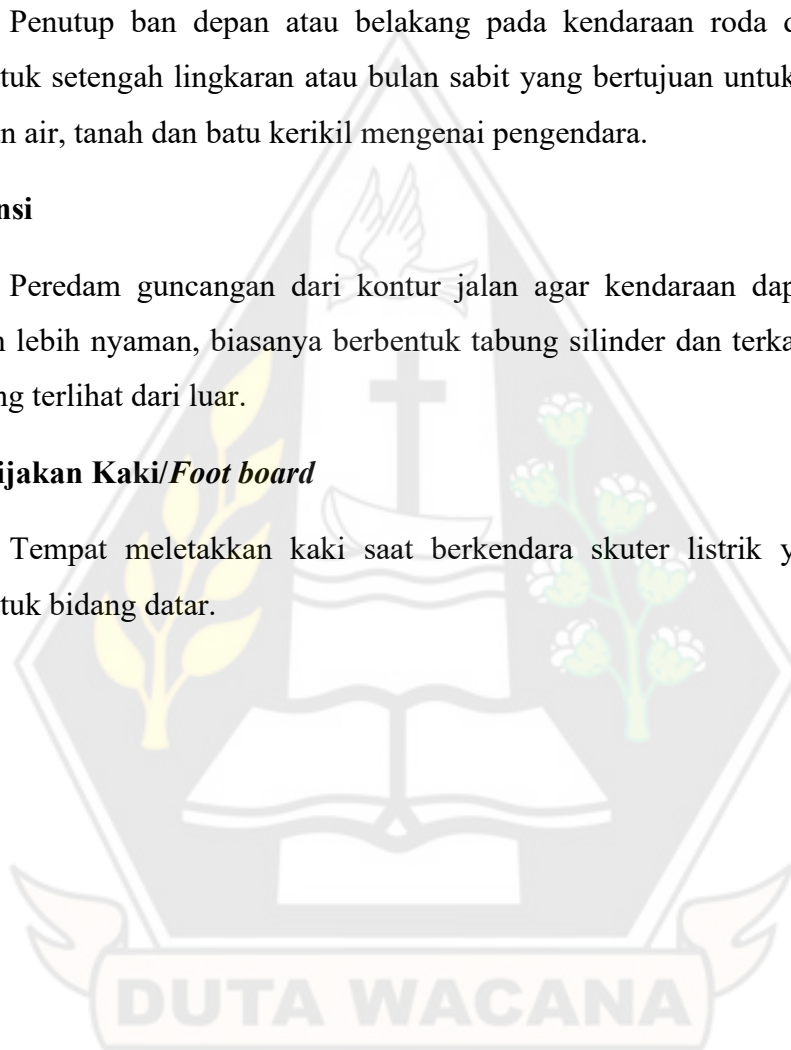 Penutup ban depan atau belakang pada kendaraan roda
tuk setengah lingkaran atau bulan sabit yang bertujuan untuk
n air, tanah dan batu kerikil mengenai pengendara.
nsi
Peredam guncangan dari kontur jalan agar kendaraan dap
n lebih nyaman, biasanya berbentuk tabung silinder dan terka
ng terlihat dari luar.
ijakan Kaki/Foot board
Tempat meletakkan kaki saat berkendara skuter listrik y
tuk bidang datar.
DUTA WACANA